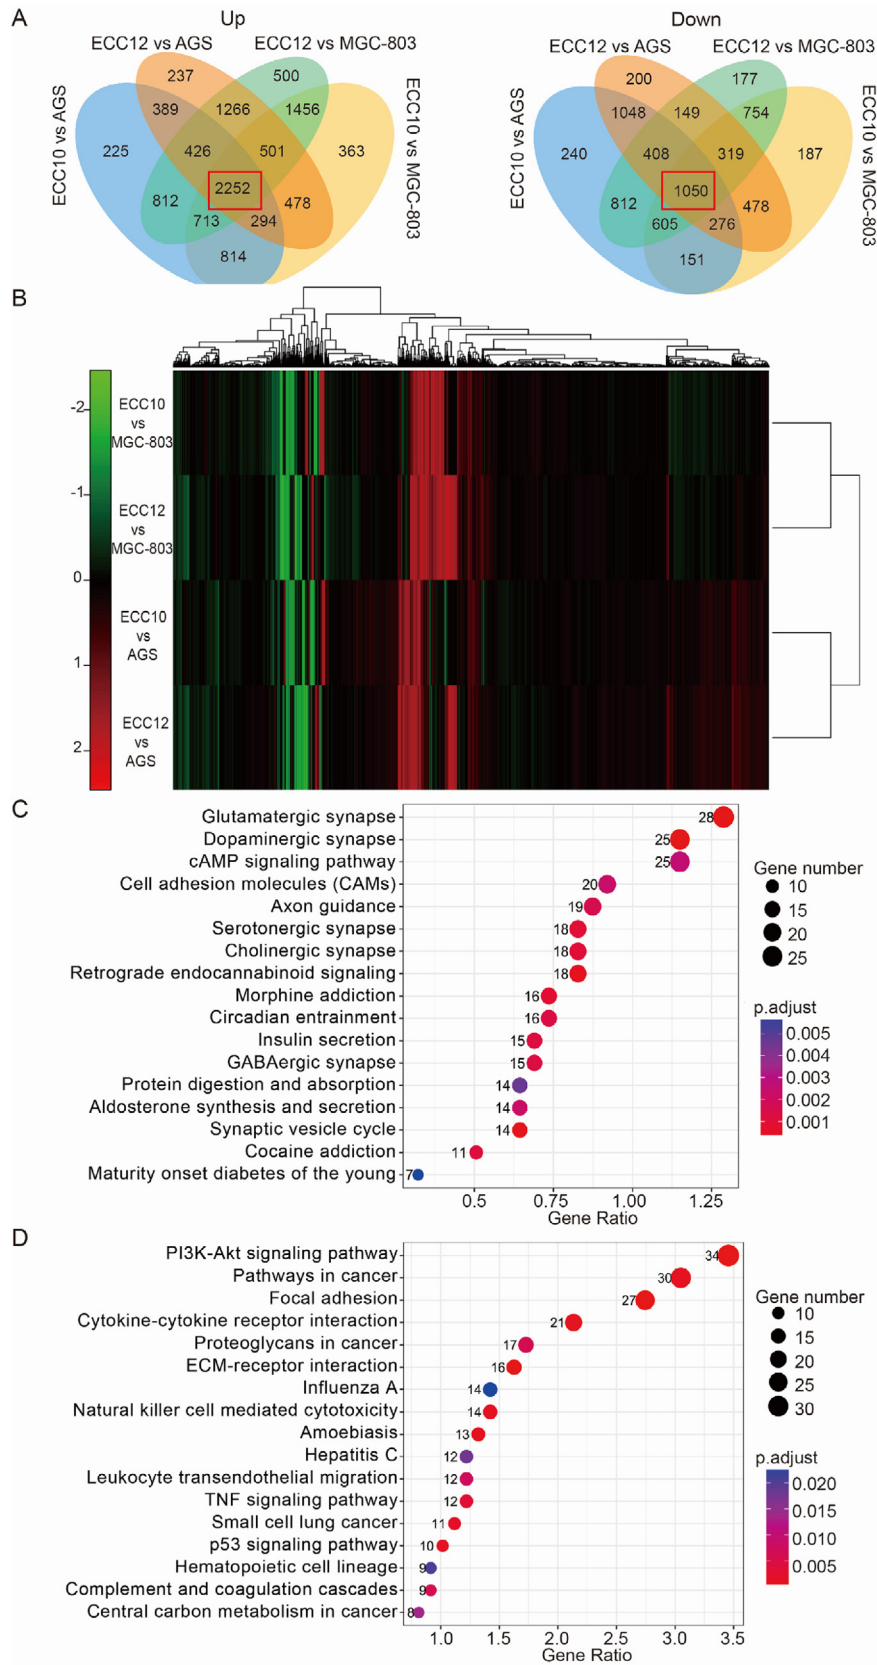 A
Up
Down
ECC12 vs AGS
ECC12 vs MGC-803
ECC10 vs AGS
ECC10 vs MGC-803
237
500
389
1266
1456
225
426
501
363
2252
812
478
713
294
814
ECC12 vs AGS
ECC12 vs MGC-803
ECC10 vs AGS
ECC10 vs MGC-803
200
177
1048
149
754
240
408
319
187
1050
812
478
605
276
151
B
-2
-1
0
1
2
ECC10
vs
MGC-803
ECC12
vs
MGC-803
ECC10
vs
AGS
ECC12
vs
AGS
C
Glutamatergic synapse 28
Dopaminergic synapse 25
cAMP signaling pathway 25
Cell adhesion molecules (CAMs) 20
Axon guidance 19
Serotonergic synapse 18
Cholinergic synapse 18
Retrograde endocannabinoid signaling 18
Morphine addiction 16
Circadian entrainment 16
Insulin secretion 15
GABAergic synapse 15
Protein digestion and absorption 14
Aldosterone synthesis and secretion 14
Synaptic vesicle cycle 14
Cocaine addiction 11
Maturity onset diabetes of the young 7
0.5 0.75 1.00 1.25
Gene Ratio
Gene number
10
15
20
25
p.adjust
0.005
0.004
0.003
0.002
0.001
D
PI3K-Akt signaling pathway 34
Pathways in cancer 30
Focal adhesion 27
Cytokine-cytokine receptor interaction 21
Proteoglycans in cancer 17
ECM-receptor interaction 16
Influenza A 14
Natural killer cell mediated cytotoxicity 14
Amoebiasis 13
Hepatitis C 12
Leukocyte transendothelial migration 12
TNF signaling pathway 12
Small cell lung cancer 11
p53 signaling pathway 10
Hematopoietic cell lineage 9
Complement and coagulation cascades 9
Central carbon metabolism in cancer 8
1.0 1.5 2.0 2.5 3.0 3.5
Gene Ratio
Gene number
10
15
20
25
30
p.adjust
0.020
0.015
0.010
0.005